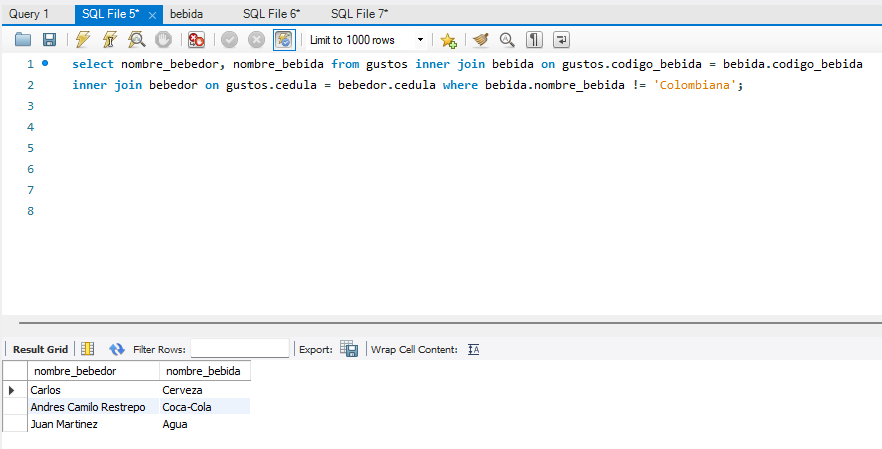 Query 1 SQL File 5* bebida SQL File 6* SQL File 7*
Limit to 1000 rows
1 select nombre_bebedor, nombre_bebida from gustos inner join bebida on gustos.codigo_bebida = bebida.codigo_bebida
2 inner join bebedor on gustos.cedula = bebedor.cedula where bebida.nombre_bebida != 'Colombiana';
3
4
5
6
7
8
Result Grid Filter Rows: Export: Wrap Cell Content: IA
nombre_bebedor nombre_bebida
Carlos Cerveza
Andres Camilo Restrepo Coca-Cola
Juan Martinez Agua